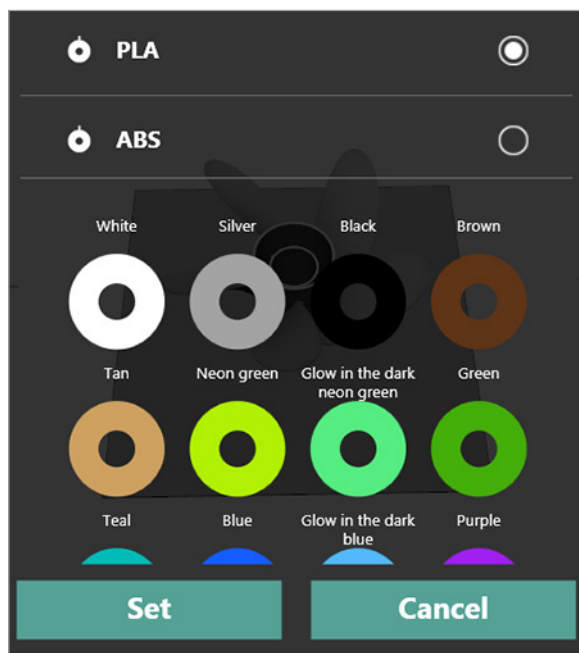 PLA
ABS
White Silver Black Brown
Tan Neon green Glow in the dark Green
neon green
Teal Blue Glow in the dark Purple
blue
Set Cancel